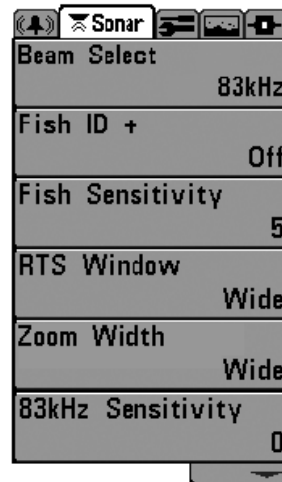 Sonar
Beam Select
83kHz
Fish ID +
Off
Fish Sensitivity
5
RTS Window
Wide
Zoom Width
Wide
83kHz Sensitivity
0